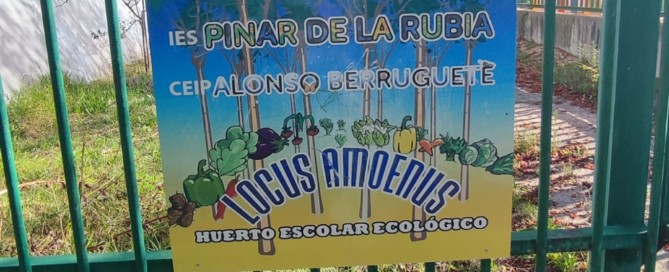 IES PINAR DE LA RUBIA
CEIP ALONSO BERRUGUETE
LOCUS AMOENUS
HUERTO ESCOLAR ECOLÓGICO